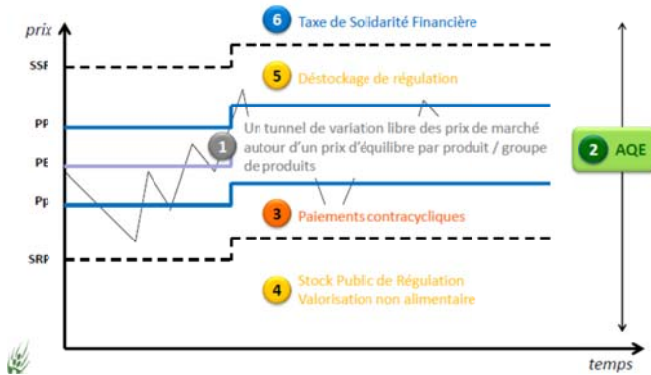 prix
6 Taxe de Solidarité Financière
SSF
5 Déstockage de régulation
PP
1 Un tunnel de variation libre des prix de marché
autour d'un prix d'équilibre par produit / groupe
de produits
PE
2 AQE
Pp
3 Paiements contracycliques
SRP
4 Stock Public de Régulation
Valorisation non alimentaire
temps